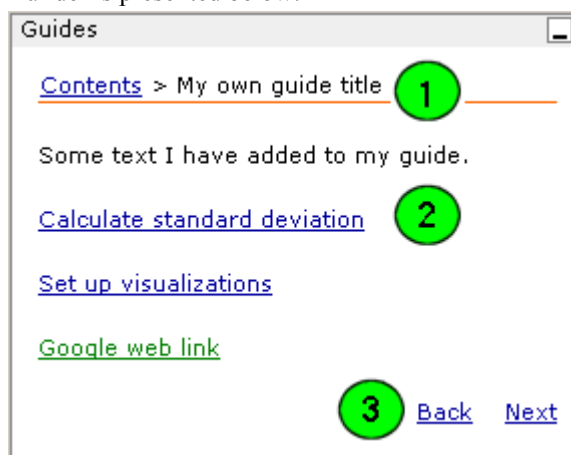 Guides
Contents > My own guide title 1
Some text I have added to my guide.
Calculate standard deviation 2
Set up visualizations
Google web link
3 Back Next